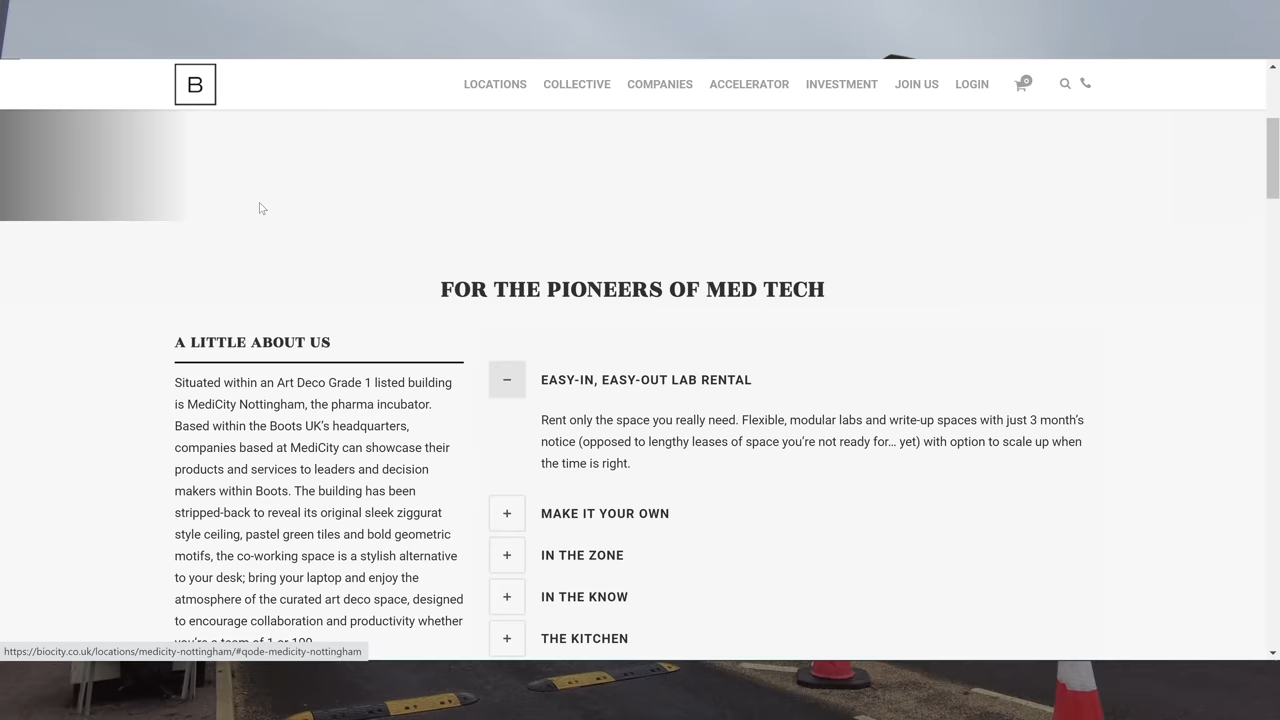 B
LOCATIONS COLLECTIVE COMPANIES ACCELERATOR INVESTMENT JOIN US LOGIN 0
FOR THE PIONEERS OF MED TECH
A LITTLE ABOUT US
Situated within an Art Deco Grade 1 listed building
is MediCity Nottingham, the pharma incubator.
Based within the Boots UK's headquarters,
companies based at MediCity can showcase their
products and services to leaders and decision
makers within Boots. The building has been
stripped-back to reveal its original sleek ziggurat
style ceiling, pastel green tiles and bold geometric
motifs, the co-working space is a stylish alternative
to your desk; bring your laptop and enjoy the
atmosphere of the curated art deco space, designed
to encourage collaboration and productivity whether
you're a team of 1 or 100
EASY-IN, EASY-OUT LAB RENTAL
Rent only the space you really need. Flexible, modular labs and write-up spaces with just 3 month's
notice (opposed to lengthy leases of space you're not ready for... yet) with option to scale up when
the time is right.
MAKE IT YOUR OWN
IN THE ZONE
IN THE KNOW
THE KITCHEN
https://biocity.co.uk/locations/medicity-nottingham/#qode-medicity-nottingham